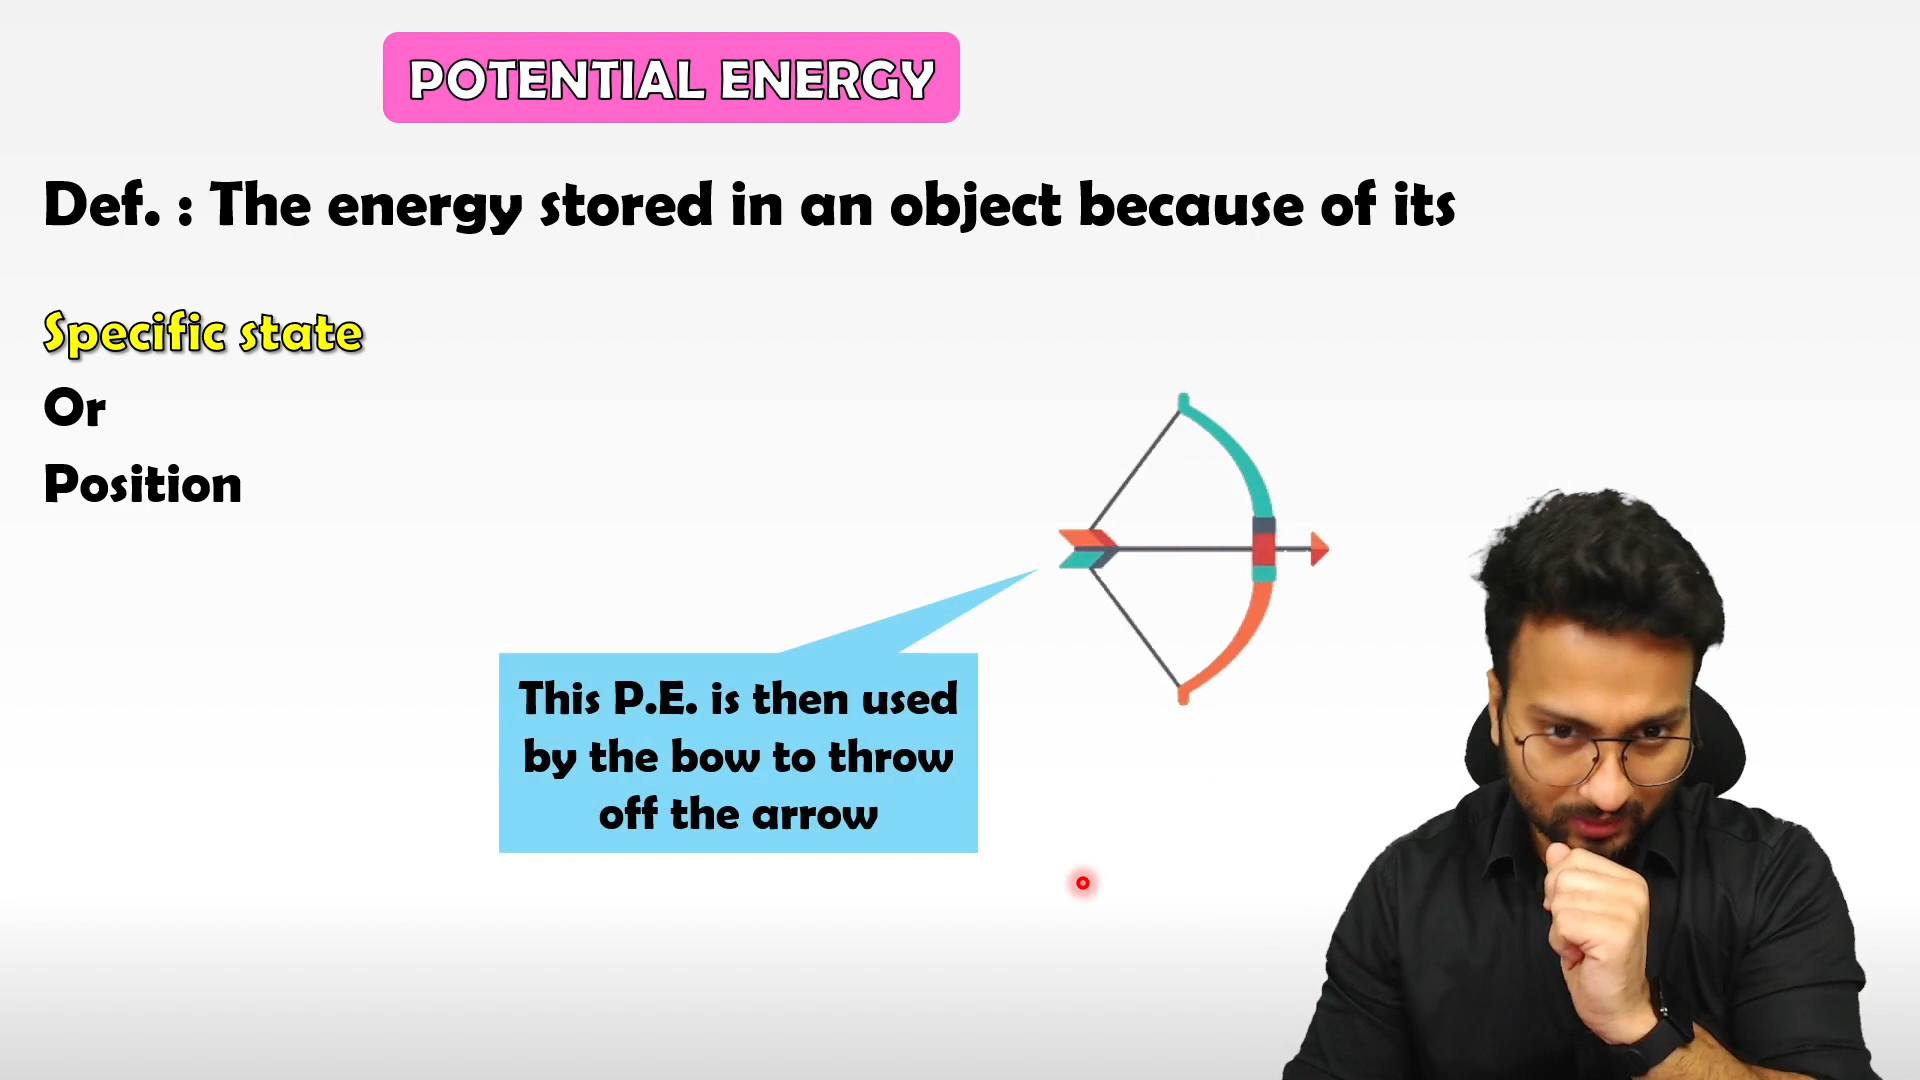 POTENTIAL ENERGY
Def. : The energy stored in an object because of its
Specific state
Or
Position
This P.E. is then used
by the bow to throw
off the arrow